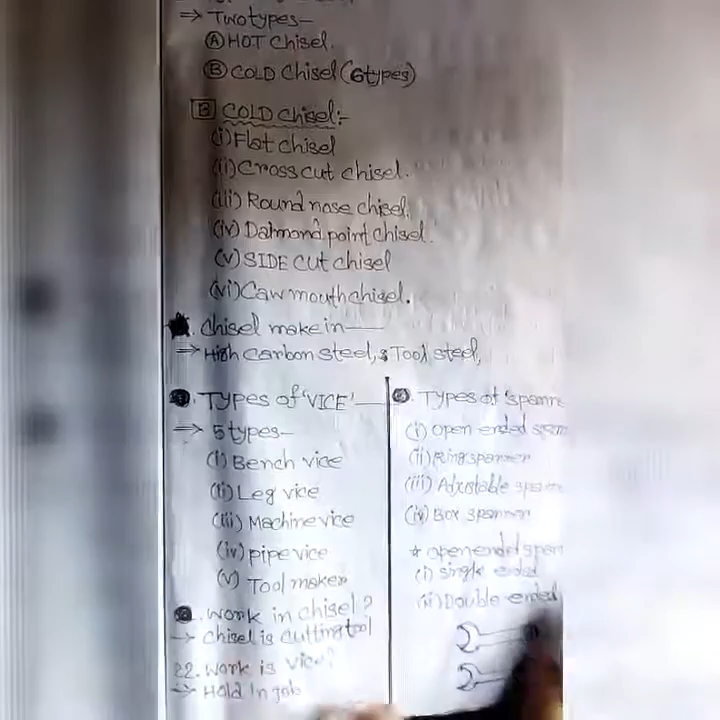 ⇒ Two types—
Ⓐ HOT chisel.
Ⓑ COLD chisel (6 types)
B COLD chisel:-
(i) Flat chisel
(ii) Cross cut chisel.
(iii) Round nose chisel.
(iv) Daimond point chisel.
(v) SIDE cut chisel
(vi) Caw mouth chisel.
. Chisel make in—
⇒ High carbon steel, & Tool steel,
. Types of 'VICE'—
⇒ 5 types—
(i) Bench vice
(ii) Leg vice
(iii) Machine vice
(iv) pipe vice
(v) Tool maker
. Work in chisel?
→ Chisel is cutting tool
22. Work is vice?
→ Hold in job
. Types of 'spanne
(i) open ended
(ii) Ring spanner
(iii)
(iv) Box spanner
* open ended span
(i) single ended
(ii) Double ended